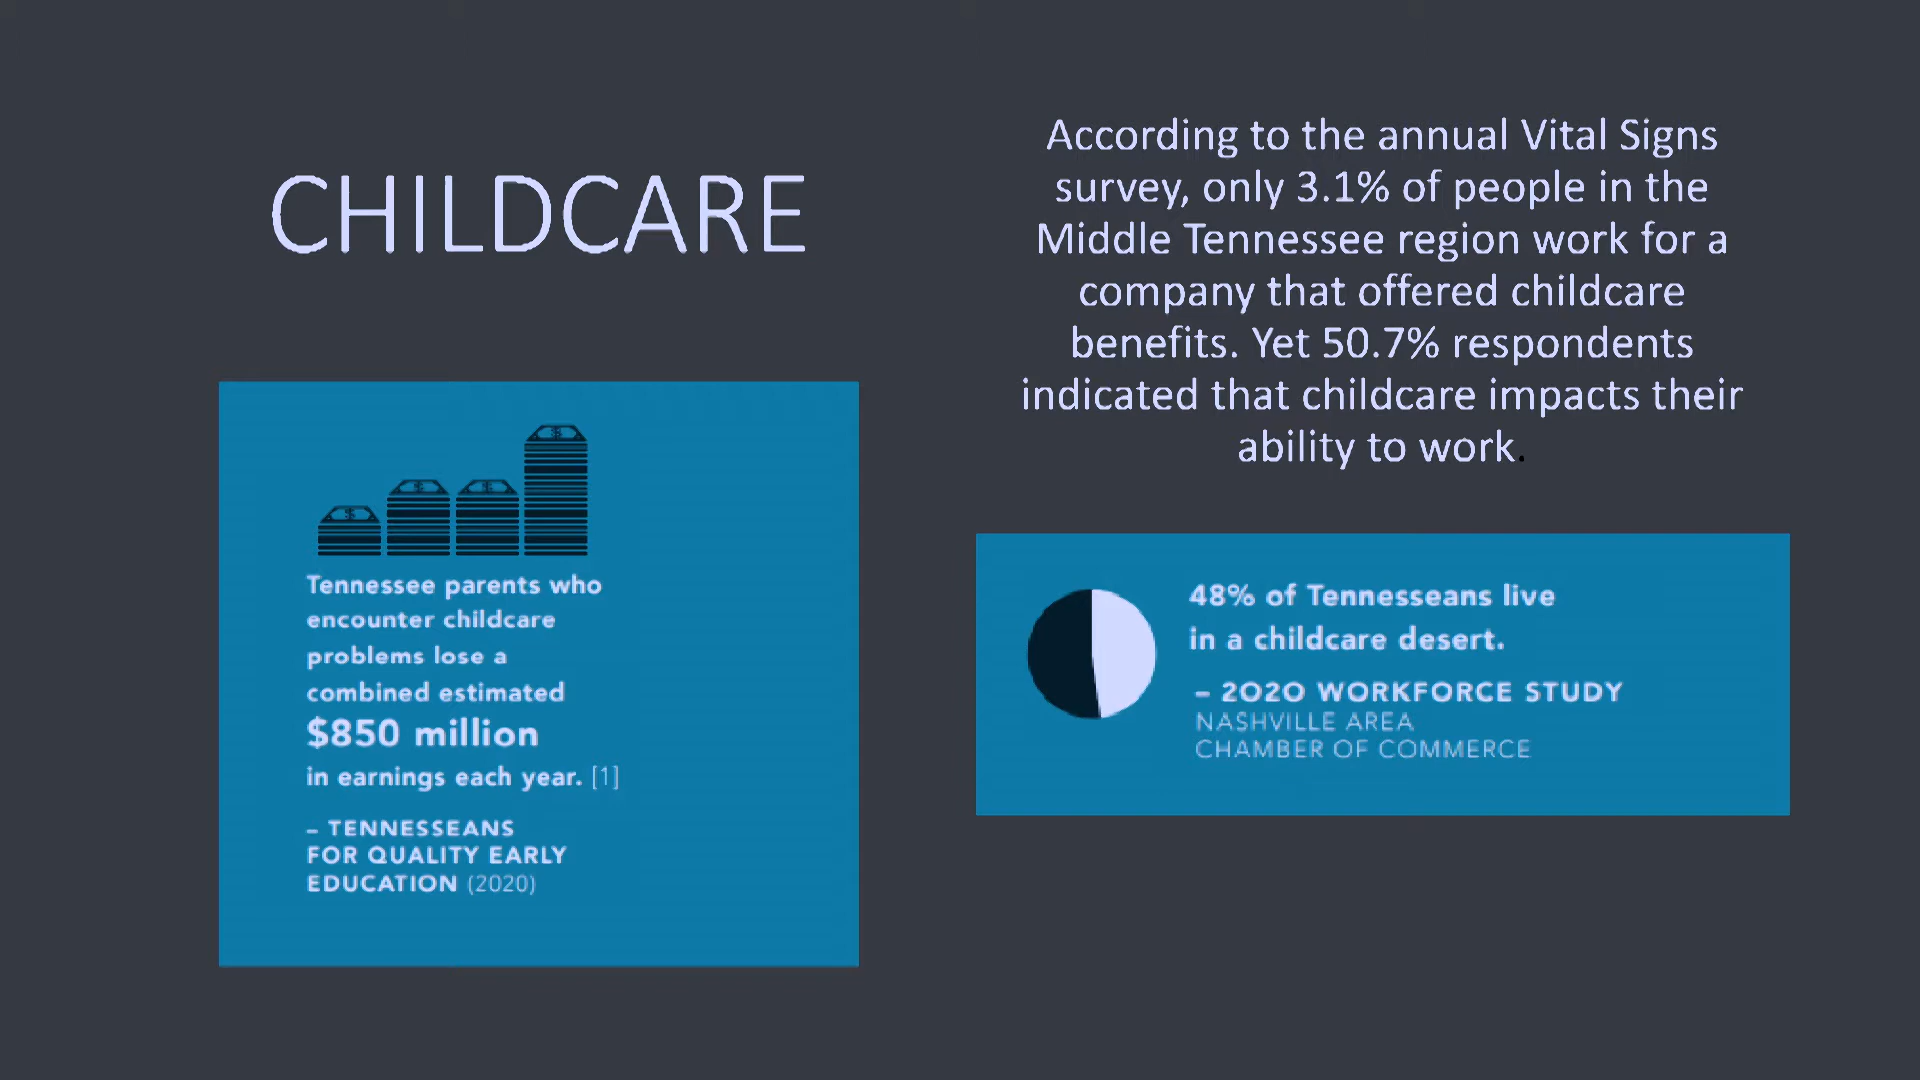 CHILDCARE
According to the annual Vital Signs
survey, only 3.1% of people in the
Middle Tennessee region work for a
company that offered childcare
benefits. Yet 50.7% respondents
indicated that childcare impacts their
ability to work.
Tennessee parents who
encounter childcare
problems lose a
combined estimated
$850 million
in earnings each year. [1]
– TENNESSEANS
FOR QUALITY EARLY
EDUCATION (2020)
48% of Tennesseans live
in a childcare desert.
– 2020 WORKFORCE STUDY
NASHVILLE AREA
CHAMBER OF COMMERCE